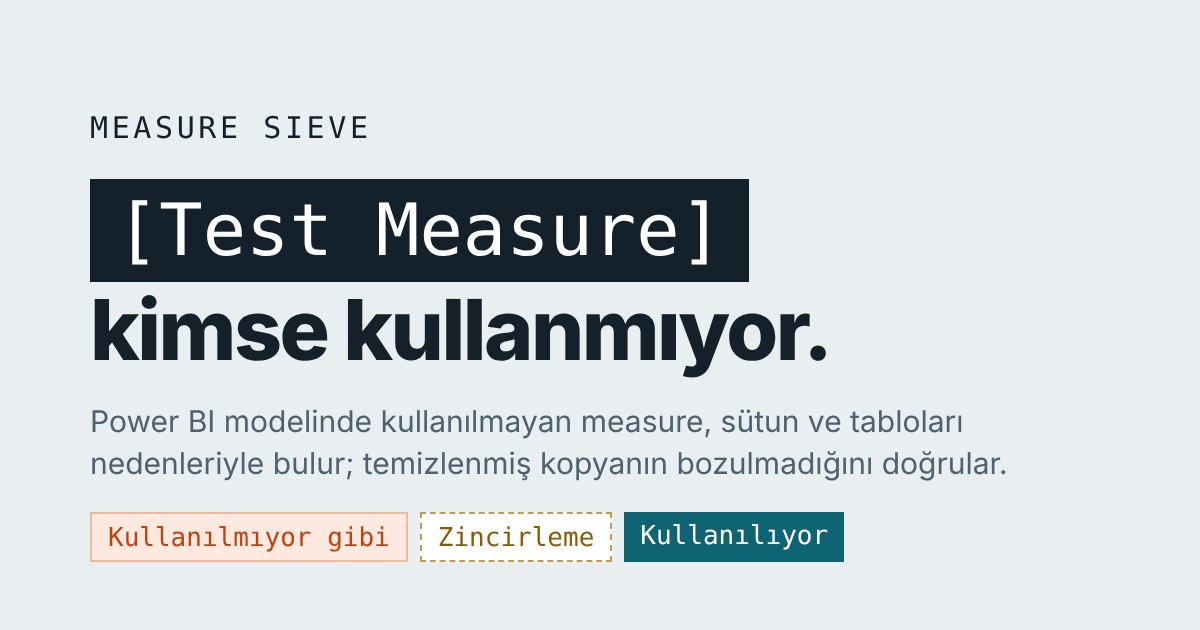 MEASURE SIEVE
[Test Measure]
kimse kullanmıyor.
Power BI modelinde kullanılmayan measure, sütun ve tabloları
nedenleriyle bulur; temizlenmiş kopyanın bozulmadığını doğrular.
Kullanılmıyor gibi Zincirleme Kullanılıyor